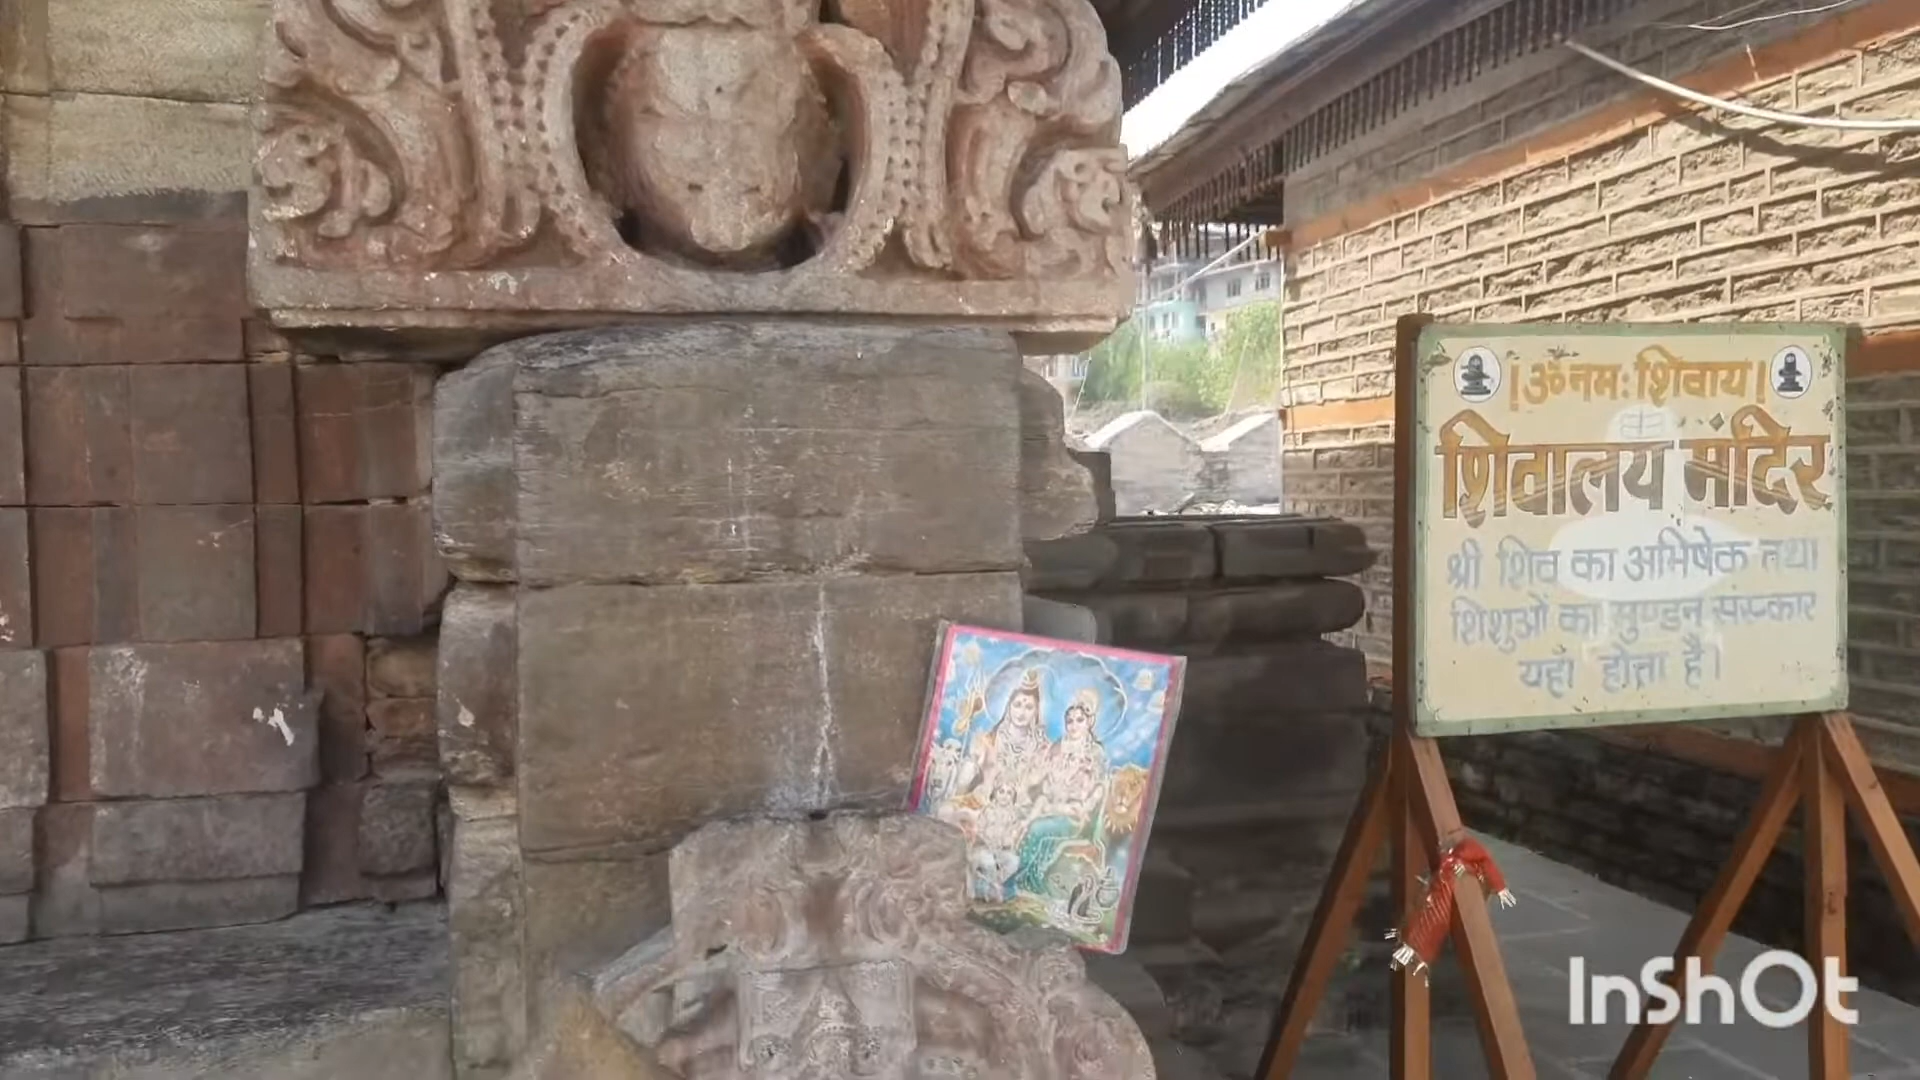 ।ॐ नमः शिवाय।
शिवालय मंदिर
श्री शिव का अभिषेक तथा
शिशुओं का मुण्डन संस्कार
यहाँ होता है।
InShOt